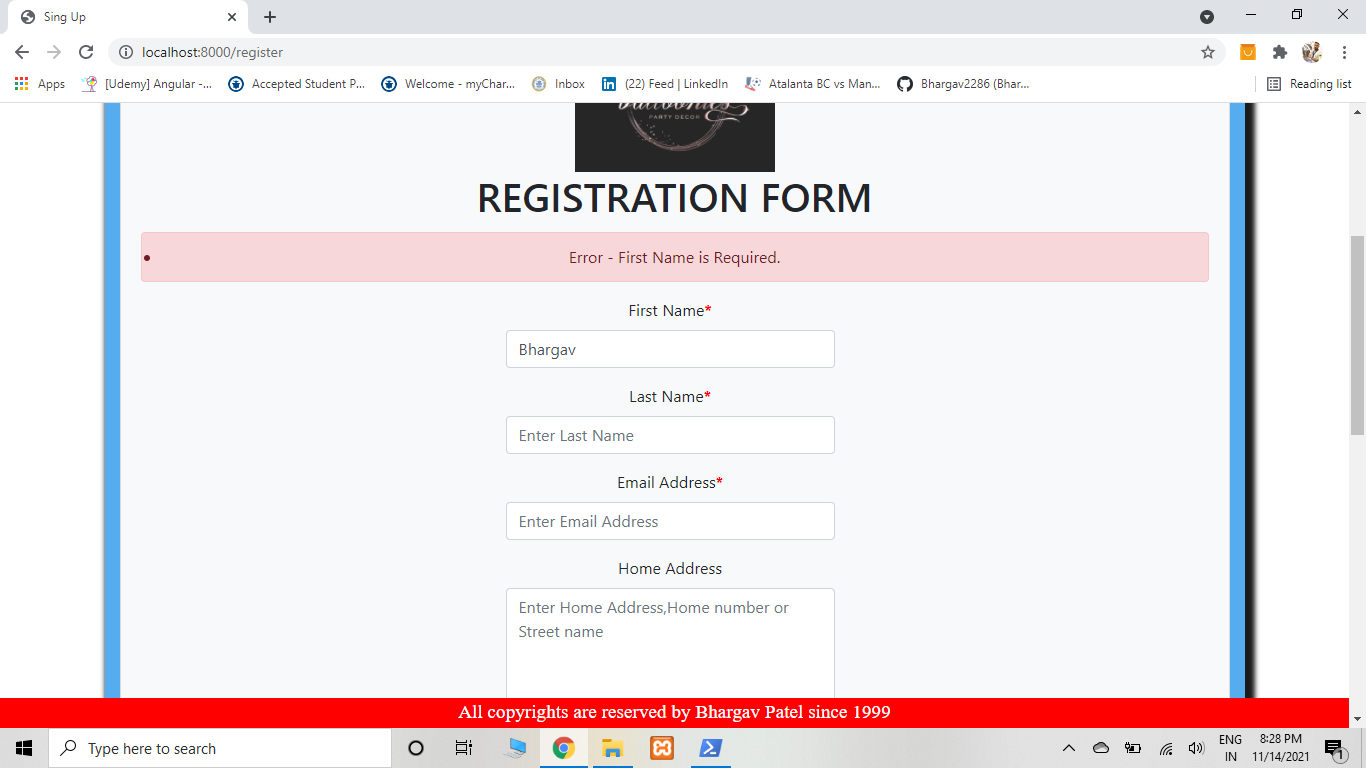 Sing Up
localhost:8000/register
Apps
[Udemy] Angular -...
Accepted Student P...
Welcome - myChar...
Inbox
(22) Feed | LinkedIn
Atalanta BC vs Man...
Bhargav2286 (Bhar...
Reading list
PARTY DECOR
REGISTRATION FORM
Error - First Name is Required.
First Name*
Bhargav
Last Name*
Enter Last Name
Email Address*
Enter Email Address
Home Address
Enter Home Address,Home number or
Street name
All copyrights are reserved by Bhargav Patel since 1999
Type here to search
ENG
IN
8:28 PM
11/14/2021
1